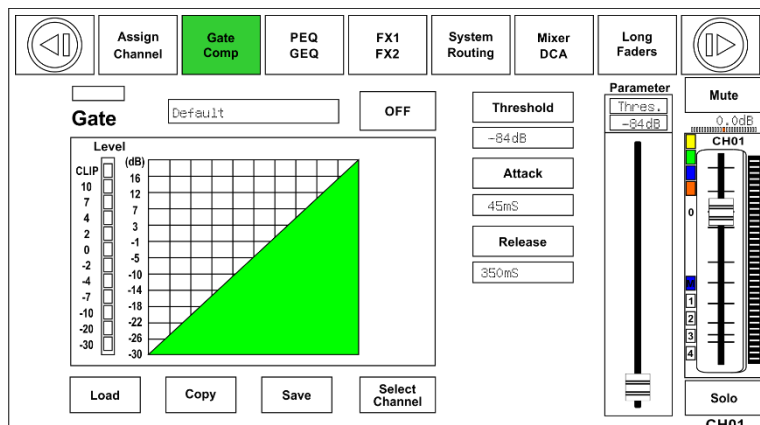 Assign
Channel
Gate
Comp
PEQ
GEQ
FX1
FX2
System
Routing
Mixer
DCA
Long
Faders
Gate
Default
OFF
Level
CLIP
10
7
4
2
0
-2
-4
-7
-10
-20
-30
(dB)
16
12
7
3
-1
-5
-10
-14
-18
-22
-26
-30
Load
Copy
Save
Select
Channel
Threshold
-84dB
Attack
45mS
Release
350mS
Parameter
Thres.
-84dB
Mute
0.0dB
CH01
0
M
1
2
3
4
Solo
CH01